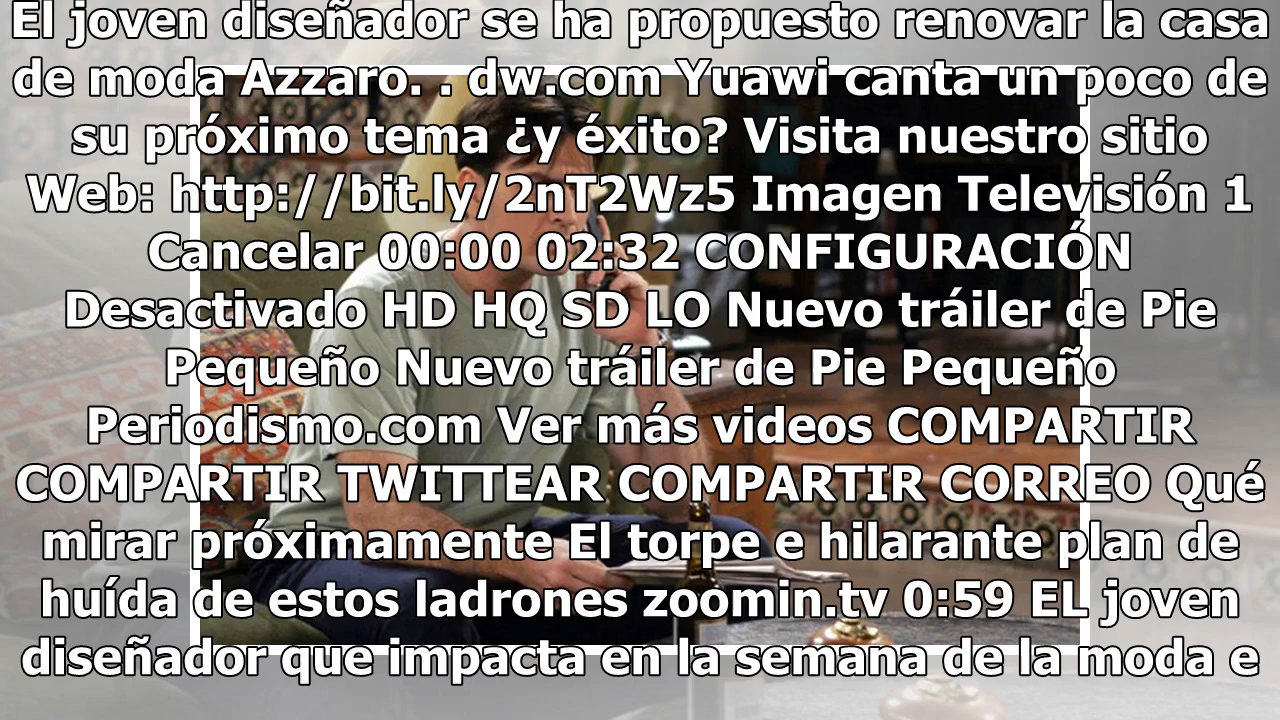 El joven diseñador se ha propuesto renovar la casa
de moda Azzaro. . dw.com Yuawi canta un poco de
su próximo tema ¿y éxito? Visita nuestro sitio
Web: http://bit.ly/2nT2Wz5 Imagen Televisión 1
Cancelar 00:00 02:32 CONFIGURACIÓN
Desactivado HD HQ SD LO Nuevo tráiler de Pie
Pequeño Nuevo tráiler de Pie Pequeño
Periodismo.com Ver más videos COMPARTIR
COMPARTIR TWITTEAR COMPARTIR CORREO Qué
mirar próximamente El torpe e hilarante plan de
huída de estos ladrones zoomin.tv 0:59 EL joven
diseñador que impacta en la semana de la moda e